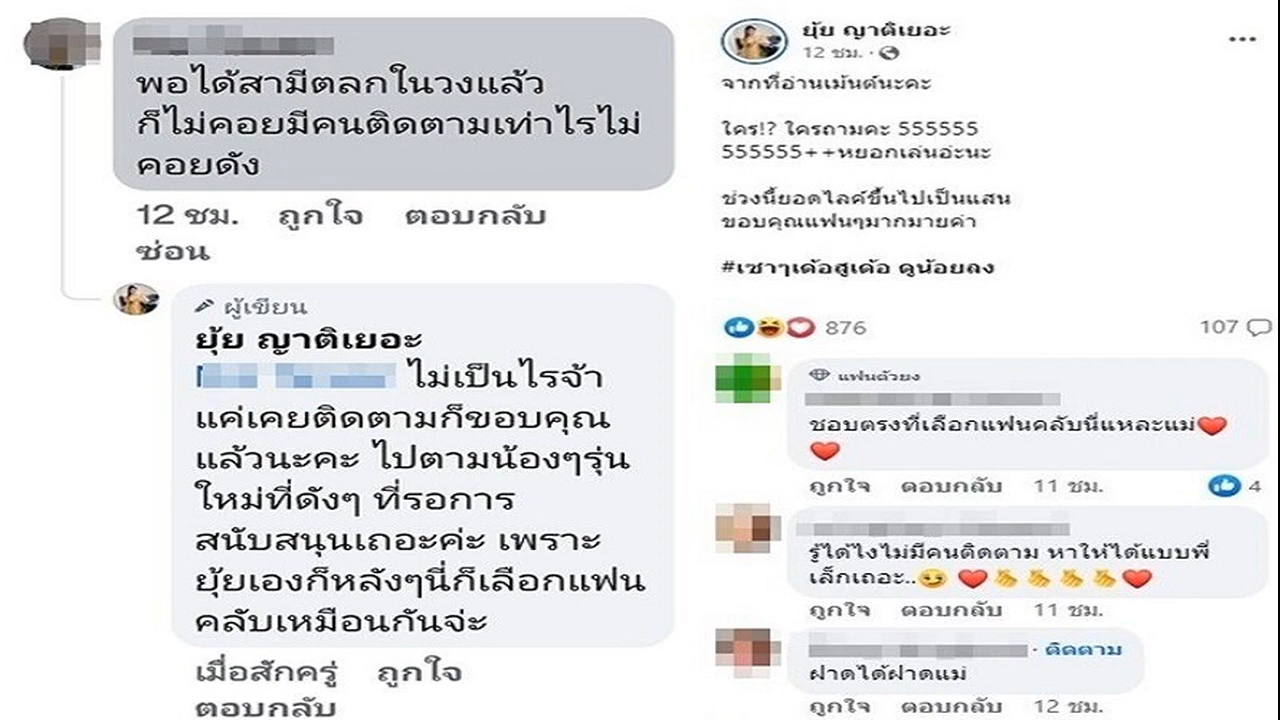 พอได้สามีตลกในวงแล้ว
ก็ไม่คอยมีคนติดตามเท่าไรไม่
คอยดัง
12 ชม. ถูกใจ ตอบกลับ
ซ่อน
ผู้เขียน
ยุ้ย ญาติเยอะ
ไม่เป็นไรจ้า
แค่เคยติดตามก็ขอบคุณ
แล้วนะคะ ไปตามน้องๆรุ่น
ใหม่ที่ดังๆ ที่รอการ
สนับสนุนเถอะค่ะ เพราะ
ยุ้ยเองก็หลังๆนี่ก็เลือกแฟน
คลับเหมือนกันจ่ะ
เมื่อสักครู่ ถูกใจ
ตอบกลับ
ยุ้ย ญาติเยอะ
12 ชม.
จากที่อ่านเม้นต์นะคะ
ใคร!? ใครถามคะ 555555
555555++หยอกเล่นอ่ะนะ
ช่วงนี้ยอดไลค์ขึ้นไปเป็นแสน
ขอบคุณแฟนๆมากมายค่า
#เซาๆเด้อสูเด้อ ดูน้อยลง
876 107
แฟนตัวยง
ชอบตรงที่เลือกแฟนคลับนี่แหละแม่❤️
❤️
ถูกใจ ตอบกลับ 11 ชม. 4
รู้ได้ไงไม่มีคนติดตาม หาให้ได้แบบพี่
เล็กเถอะ..
ถูกใจ ตอบกลับ 11 ชม.
· ติดตาม
ฝาดได้ฝาดแม่
ถูกใจ ตอบกลับ 12 ชม.